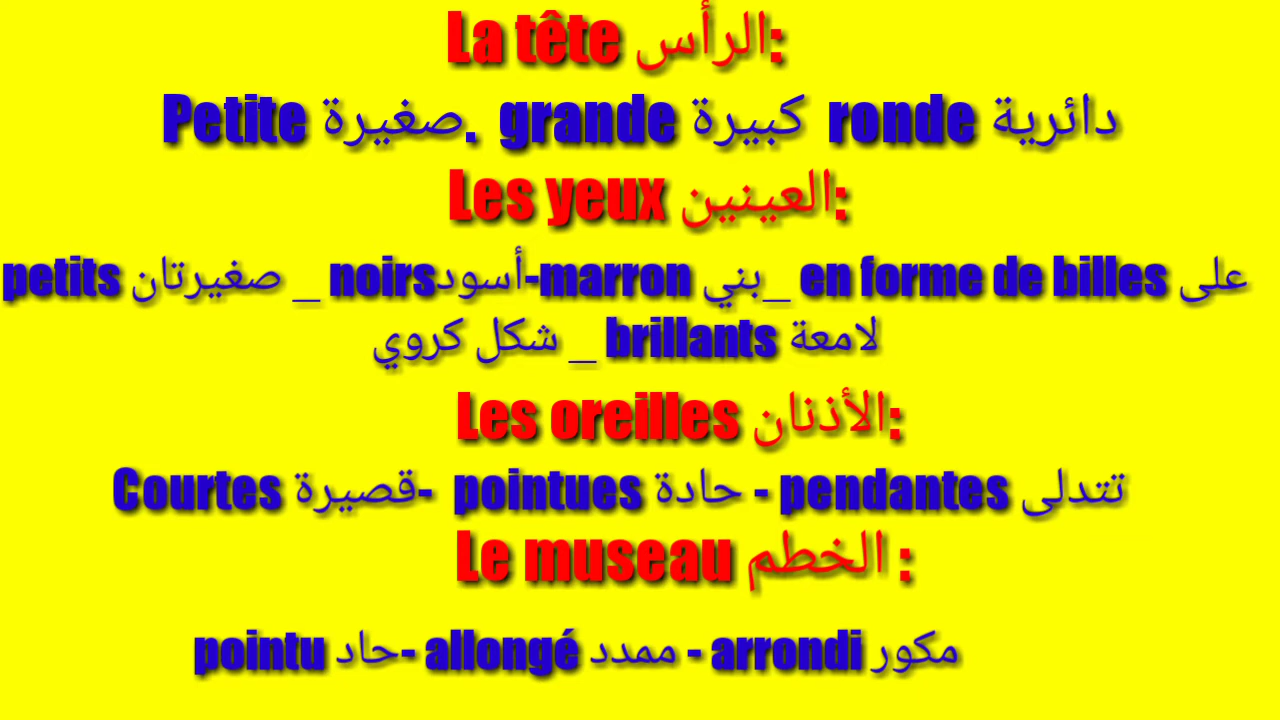 La tête الرأس:
Petite صغيرة. grande كبيرة ronde دائرية
Les yeux العينين:
petits صغيرتان _ noirsأسود-marron بني_ en forme de billes على
شكل كروي _ brillants لامعة
Les oreilles الأذنان:
Courtes قصيرة- pointues حادة - pendantes تتدلى
Le museau الخطم :
pointu حاد- allongé ممدد - arrondi مكور